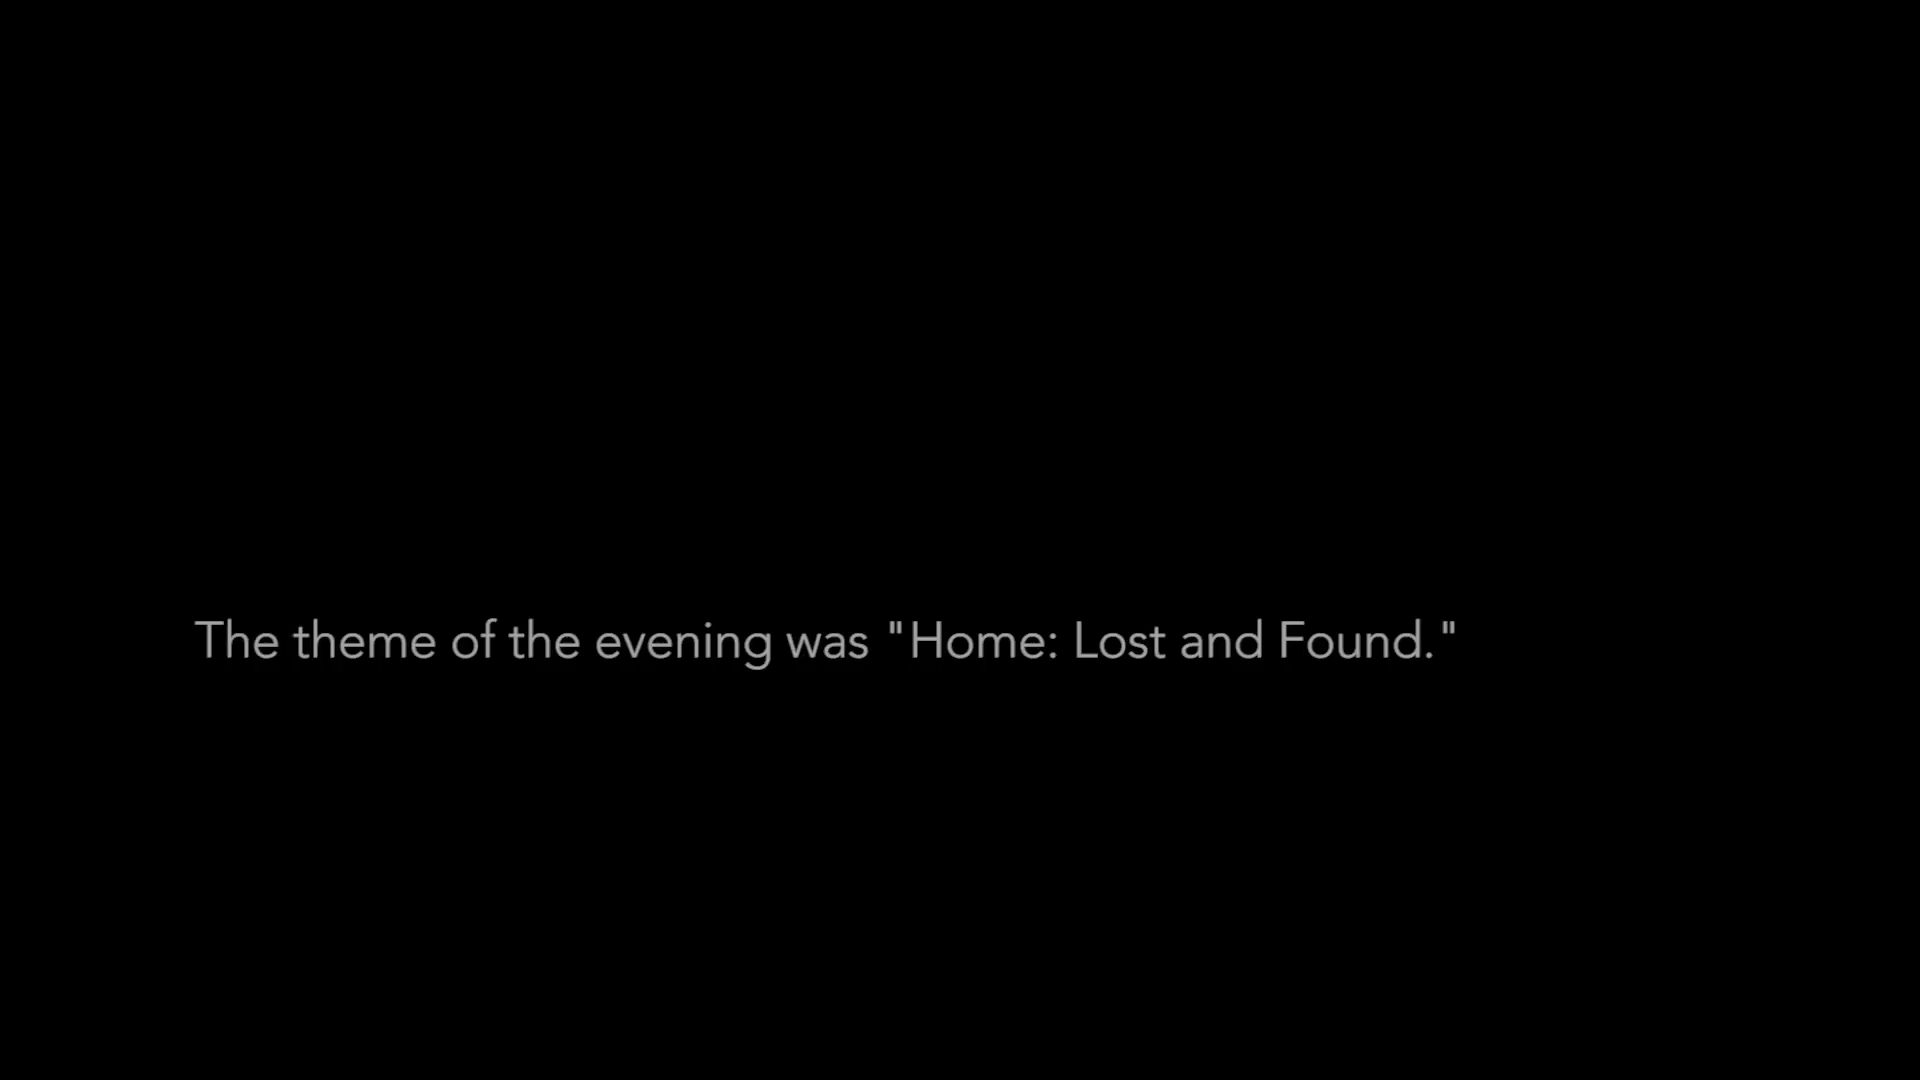 The theme of the evening was "Home: Lost and Found."